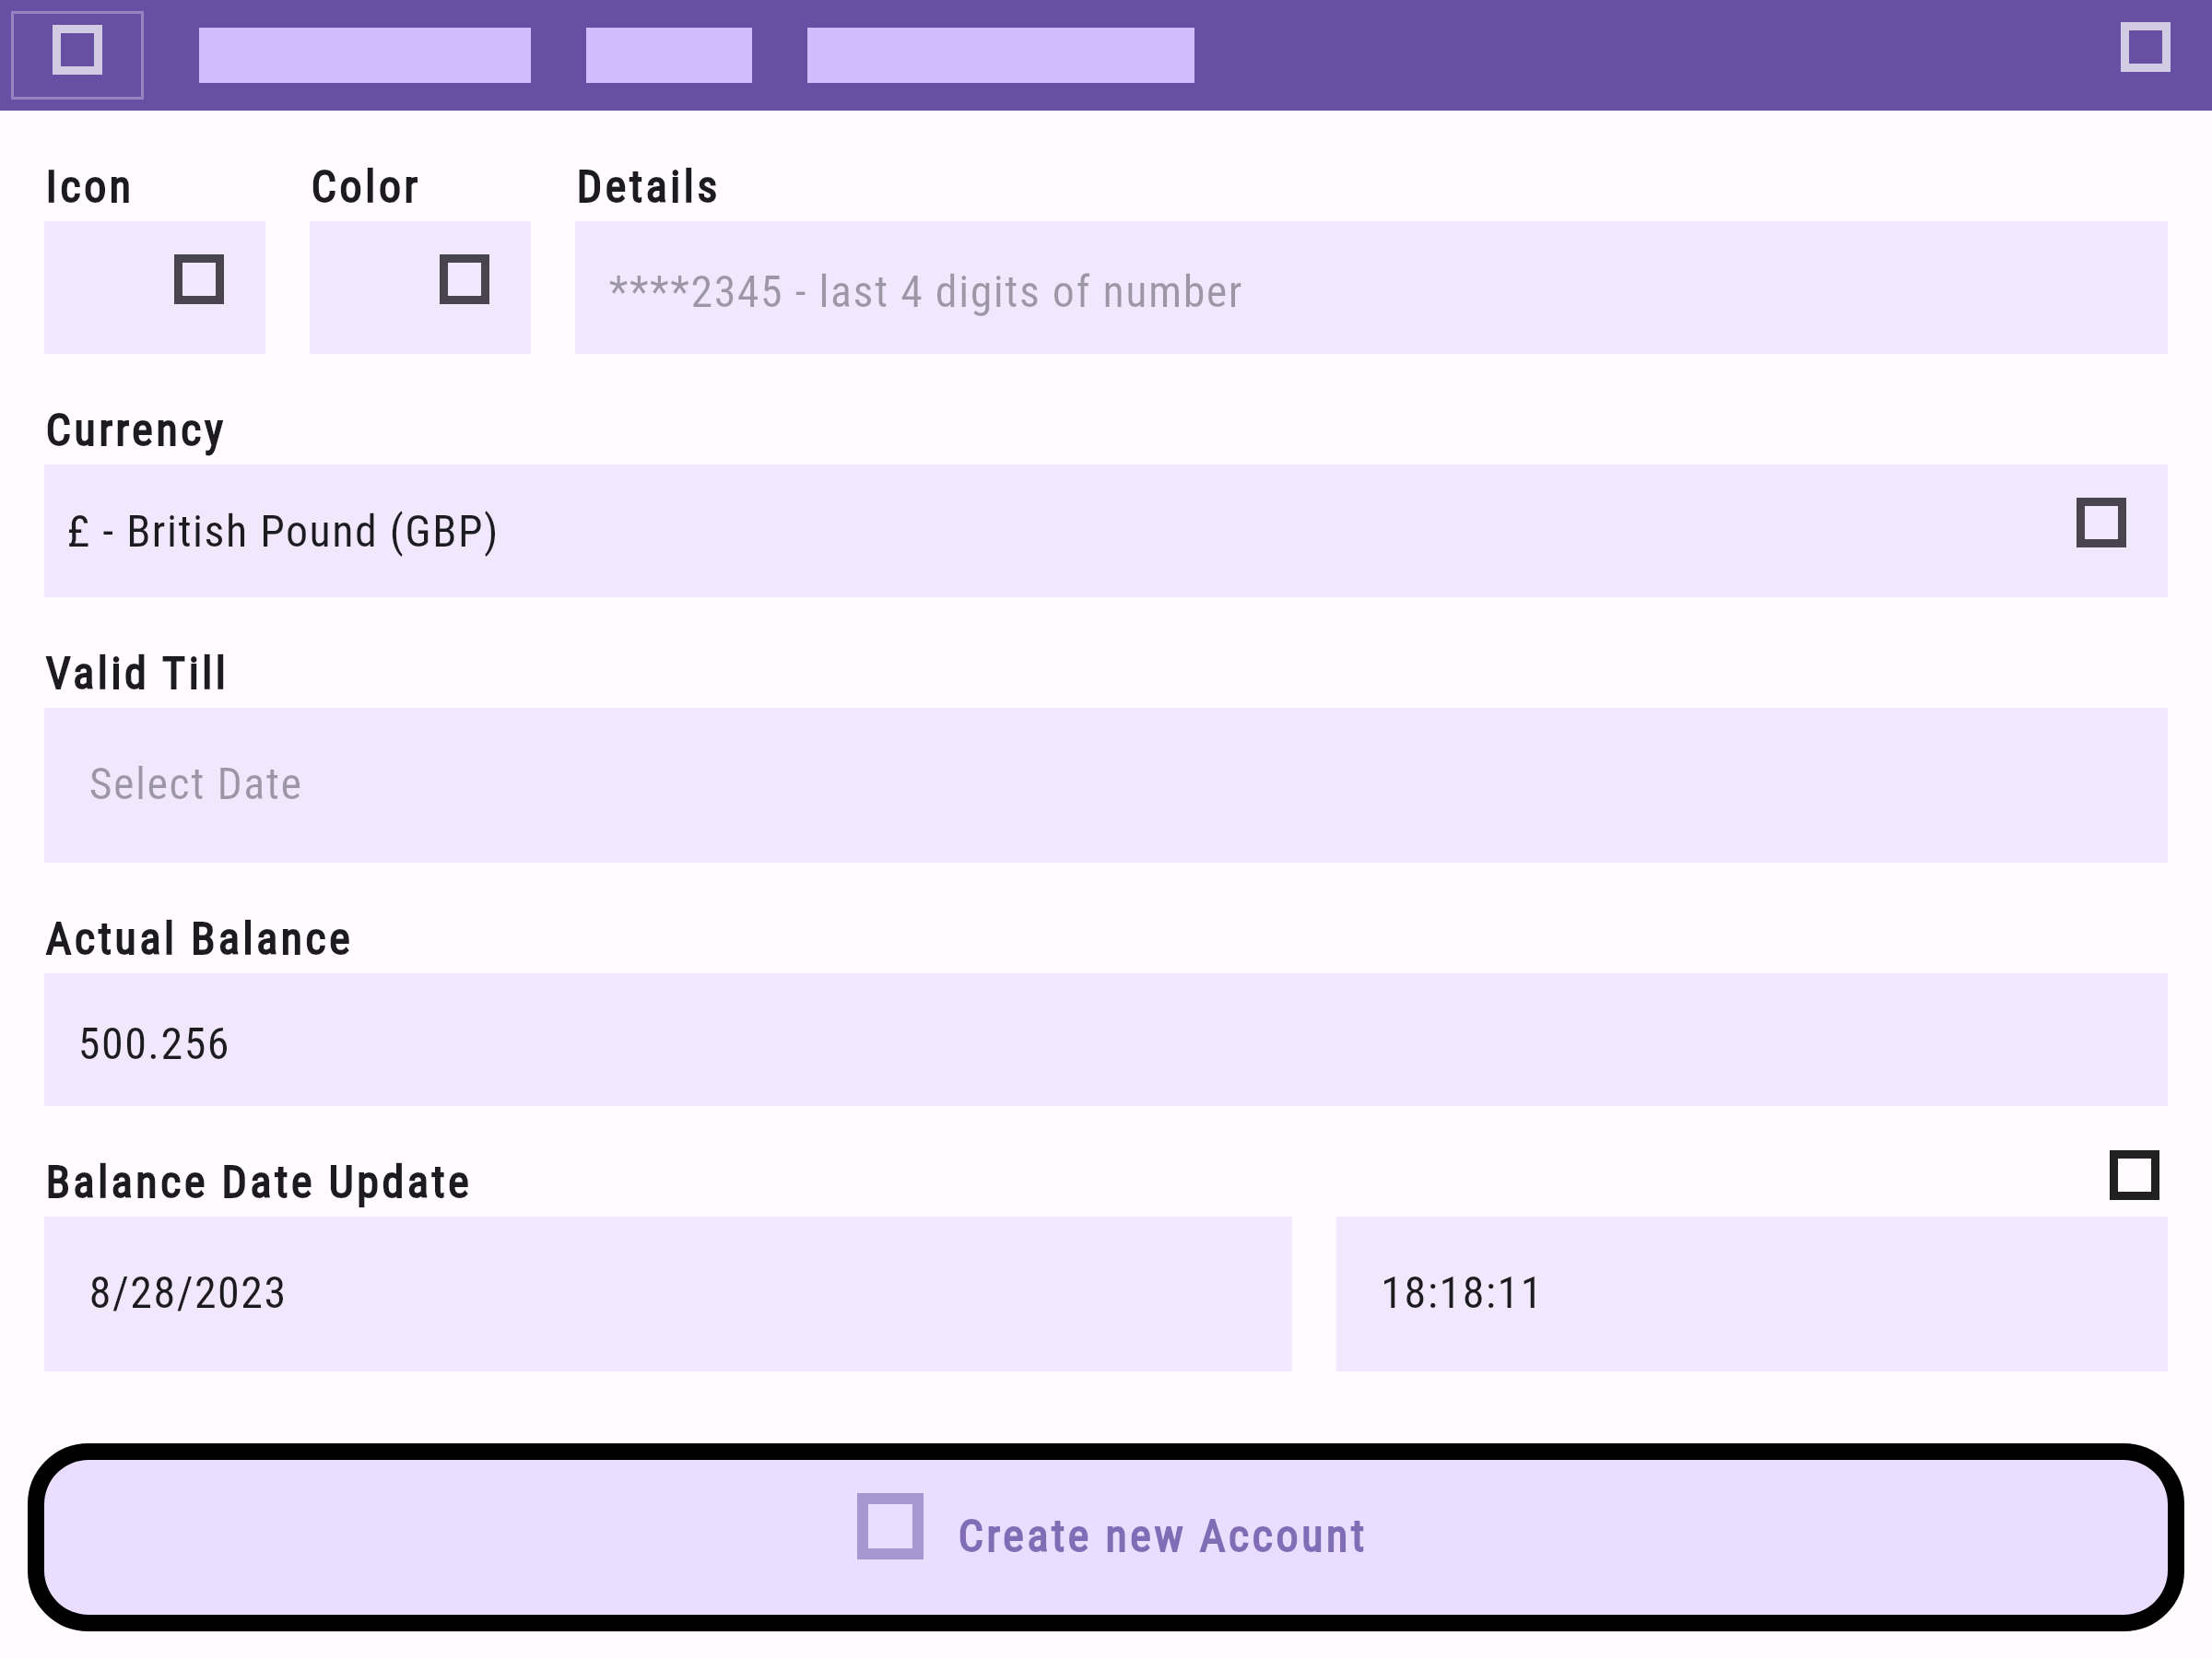 Icon Color Details
****2345 - last 4 digits of number
Currency
£ - British Pound (GBP)
Valid Till
Select Date
Actual Balance
500.256
Balance Date Update
8/28/2023 18:18:11
Create new Account